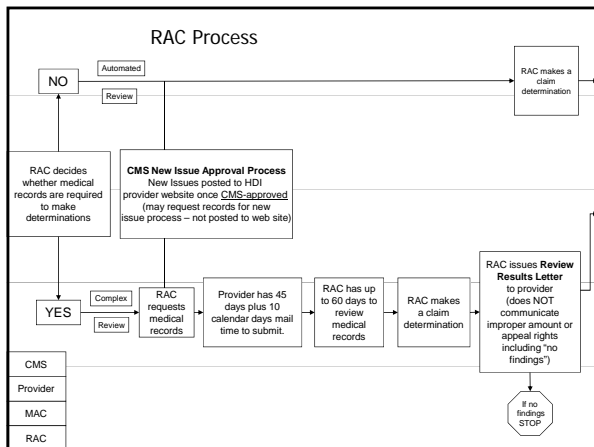 RAC Process
Automated
NO
Review
RAC makes a
claim
determination
RAC decides
whether medical
records are required
to make
determinations
CMS New Issue Approval Process
New Issues posted to HDI
provider website once CMS-approved
(may request records for new
issue process – not posted to web site)
YES
Complex
Review
RAC
requests
medical
records
Provider has 45
days plus 10
calendar days mail
time to submit.
RAC has up
to 60 days to
review
medical
records
RAC makes
a claim
determination
RAC issues Review
Results Letter
to provider
(does NOT
communicate
improper amount or
appeal rights
including “no
findings”)
If no
findings
STOP
CMS
Provider
MAC
RAC